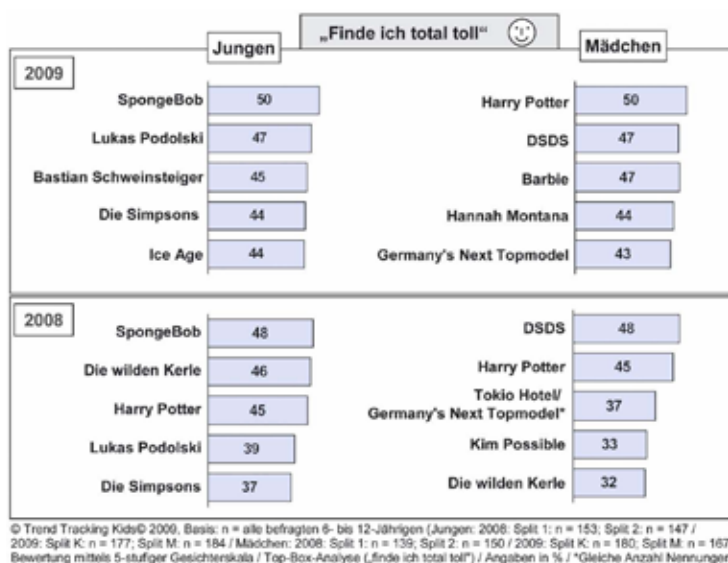 „Finde ich total toll“
Jungen
Mädchen
2009
SpongeBob 50
Lukas Podolski 47
Bastian Schweinsteiger 45
Die Simpsons 44
Ice Age 44
Harry Potter 50
DSDS 47
Barbie 47
Hannah Montana 44
Germany's Next Topmodel 43
2008
SpongeBob 48
Die wilden Kerle 46
Harry Potter 45
Lukas Podolski 39
Die Simpsons 37
DSDS 48
Harry Potter 45
Tokio Hotel/
Germany's Next Topmodel* 37
Kim Possible 33
Die wilden Kerle 32
© Trend Tracking Kids© 2009, Basis: n = alle befragten 6- bis 12-Jährigen (Jungen: 2008: Split 1: n = 153; Split 2: n = 147 /
2009: Split K: n = 177; Split M: n = 184 / Mädchen: 2008: Split 1: n = 139; Split 2: n = 150 / 2009: Split K: n = 180; Split M: n = 167
Bewertung mittels 5-stufiger Gesichterskala / Top-Box-Analyse („finde ich total toll“) / Angaben in % / *Gleiche Anzahl Nennungen